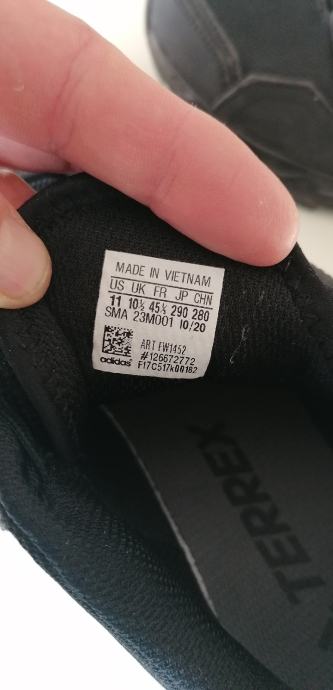 MADE IN VIETNAM
US UK FR JP CHN
11 10½ 45⅓ 290 280
SMA 23M001 10/20
ART FW1452
#126672772
adidas F17C517k00182
TERREX